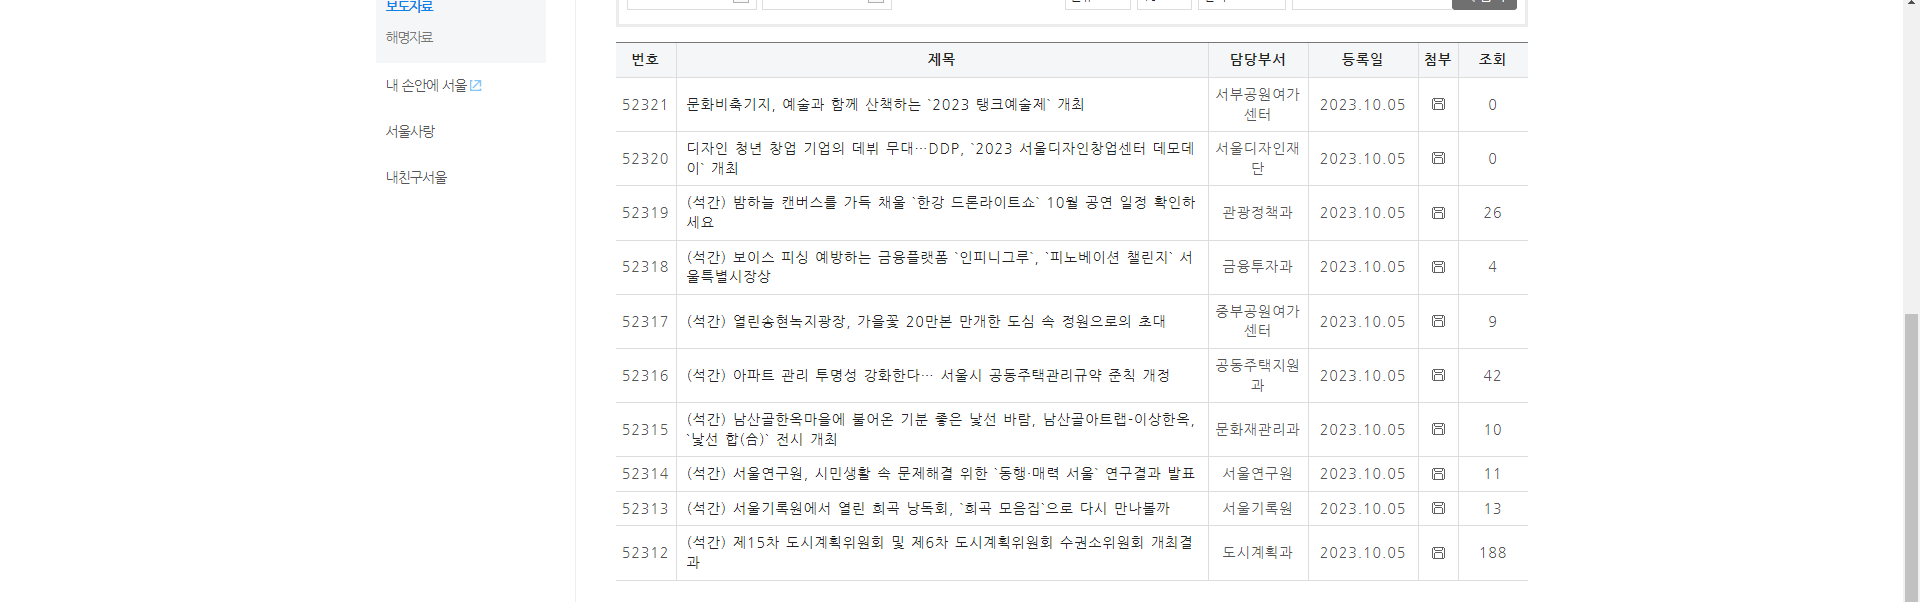 보도자료
해명자료
내 손안에 서울
서울사랑
내친구서울
번호 제목 담당부서 등록일 첨부 조회
52321 문화비축기지, 예술과 함께 산책하는 `2023 탱크예술제` 개최 서부공원여가
센터 2023.10.05 0
52320 디자인 청년 창업 기업의 데뷔 무대…DDP, `2023 서울디자인창업센터 데모데
이` 개최 서울디자인재
단 2023.10.05 0
52319 (석간) 밤하늘 캔버스를 가득 채울 `한강 드론라이트쇼` 10월 공연 일정 확인하
세요 관광정책과 2023.10.05 26
52318 (석간) 보이스 피싱 예방하는 금융플랫폼 `인피니그루`, `피노베이션 챌린지` 서
울특별시장상 금융투자과 2023.10.05 4
52317 (석간) 열린송현녹지광장, 가을꽃 20만본 만개한 도심 속 정원으로의 초대 중부공원여가
센터 2023.10.05 9
52316 (석간) 아파트 관리 투명성 강화한다… 서울시 공동주택관리규약 준칙 개정 공동주택지원
과 2023.10.05 42
52315 (석간) 남산골한옥마을에 불어온 기분 좋은 낯선 바람, 남산골아트랩-이상한옥,
`낯선 합(合)` 전시 개최 문화재관리과 2023.10.05 10
52314 (석간) 서울연구원, 시민생활 속 문제해결 위한 `동행·매력 서울` 연구결과 발표 서울연구원 2023.10.05 11
52313 (석간) 서울기록원에서 열린 희곡 낭독회, `희곡 모음집`으로 다시 만나볼까 서울기록원 2023.10.05 13
52312 (석간) 제15차 도시계획위원회 및 제6차 도시계획위원회 수권소위원회 개최결
과 도시계획과 2023.10.05 188